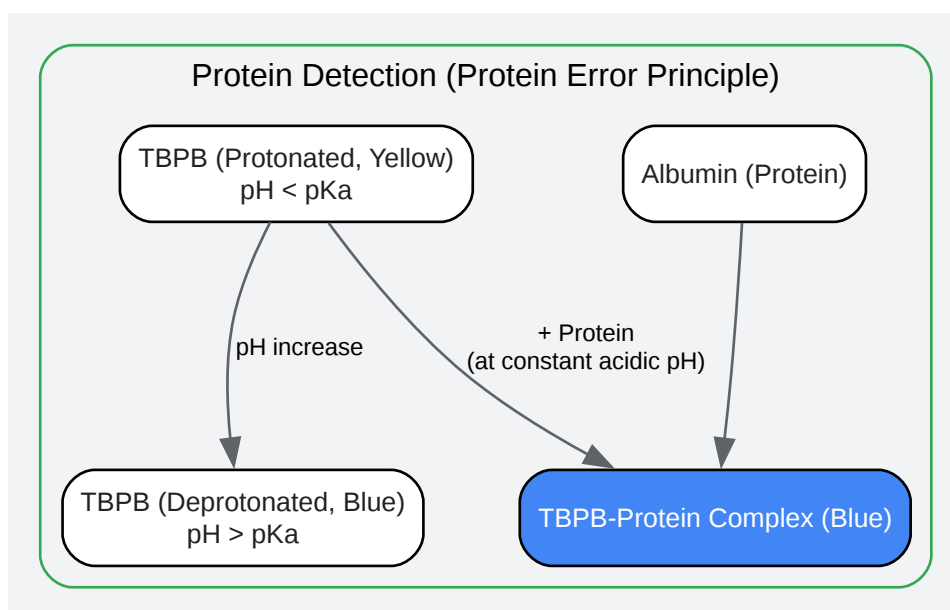 Protein Detection (Protein Error Principle)
TBPB (Protonated, Yellow)
pH < pKa
Albumin (Protein)
pH increase
+ Protein
(at constant acidic pH)
TBPB (Deprotonated, Blue)
pH > pKa
TBPB-Protein Complex (Blue)